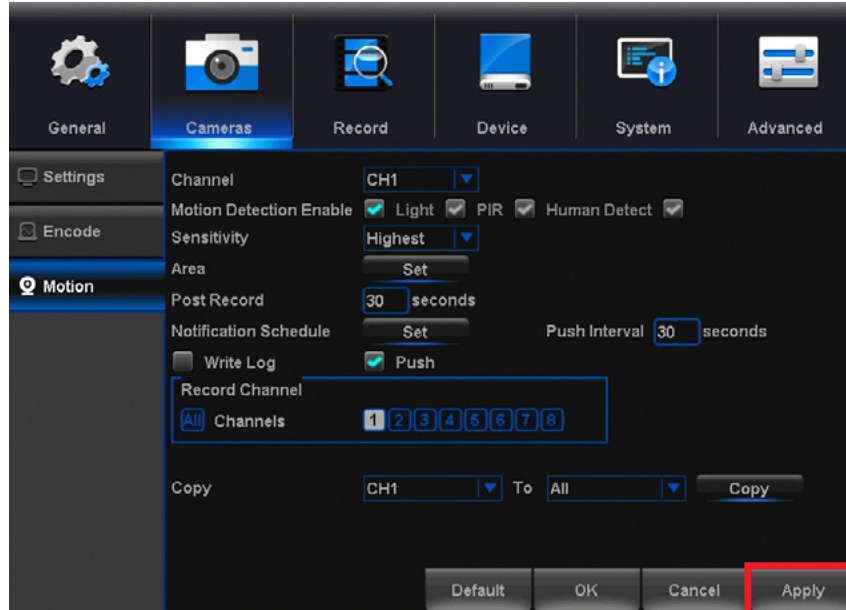 General Cameras Record Device System Advanced
Settings
Encode
Motion
Channel CH1
Motion Detection Enable Light PIR Human Detect
Sensitivity Highest
Area Set
Post Record 30 seconds
Notification Schedule Set Push Interval 30 seconds
Write Log Push
Record Channel
All Channels 1 2 3 4 5 6 7 8
Copy CH1 To All Copy
Default OK Cancel Apply